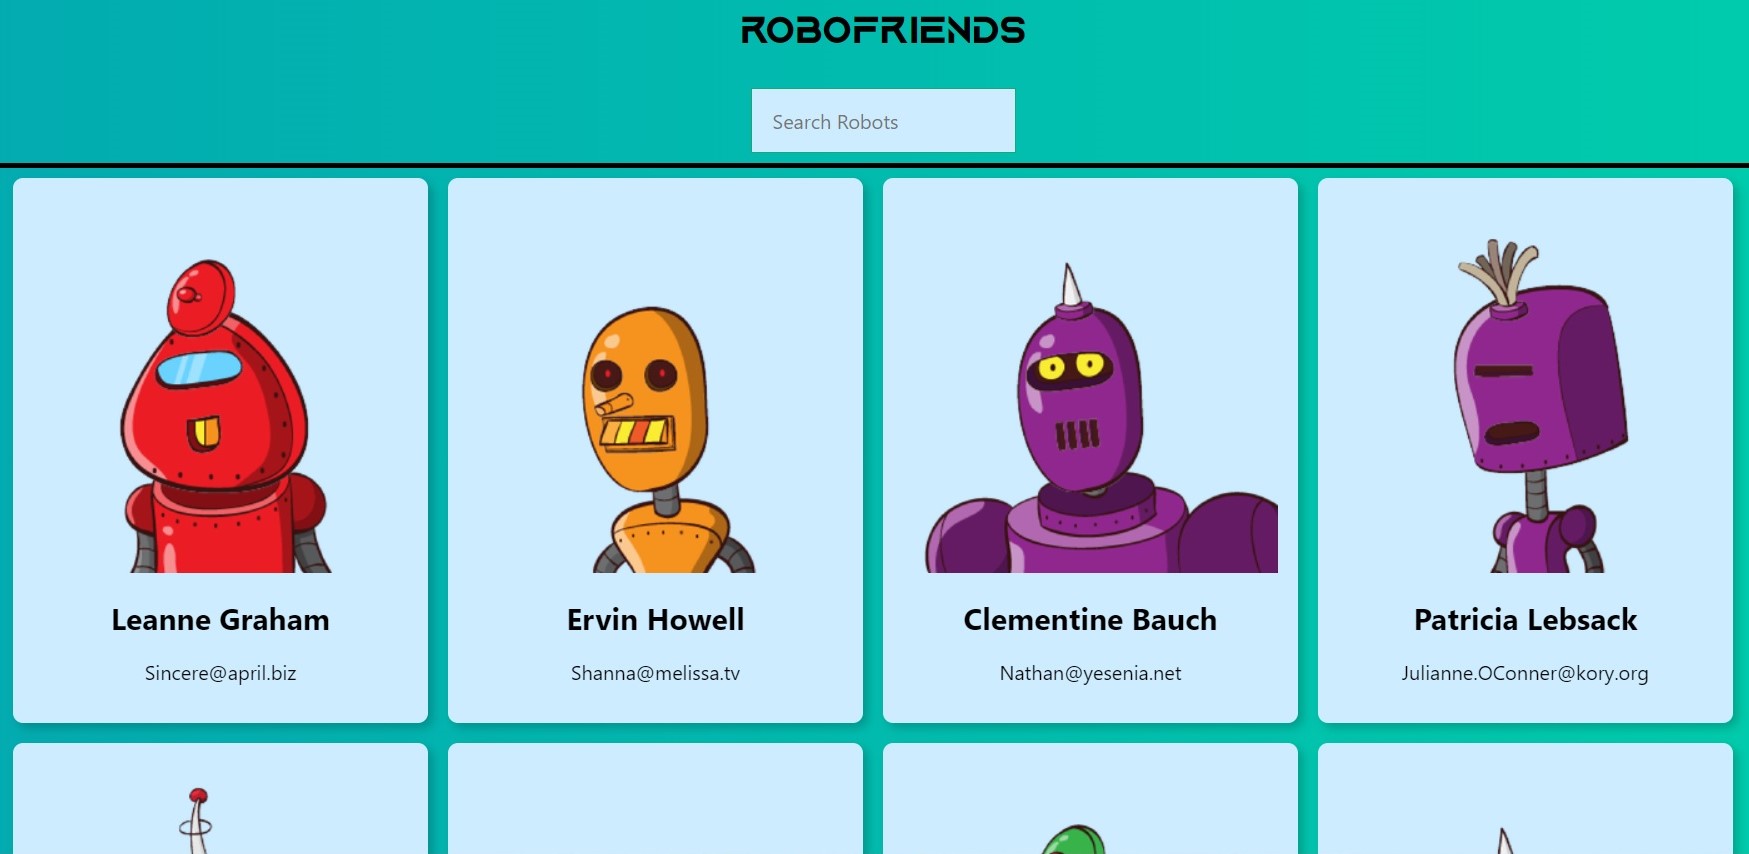 ROBOFRIENDS
Search Robots
Leanne Graham
Ervin Howell
Clementine Bauch
Patricia Lebsack
Sincere@april.biz
Shanna@melissa.tv
Nathan@yesenia.net
Julianne.OConner@kory.org